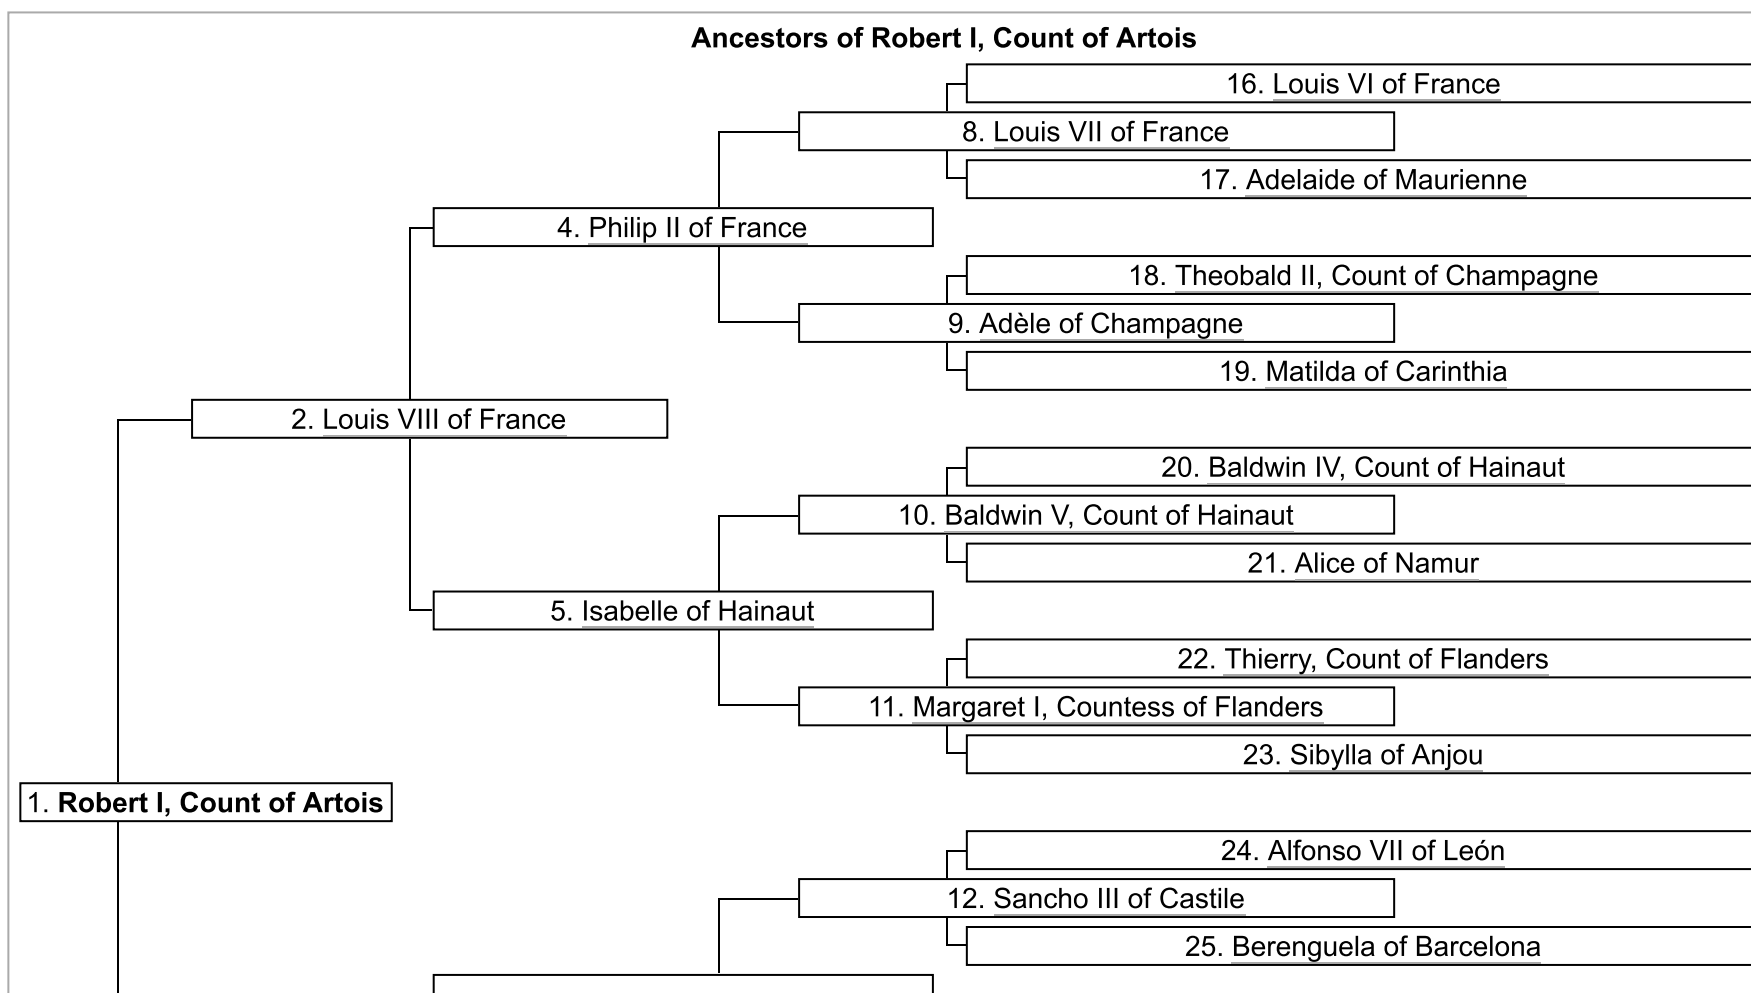 Ancestors of Robert I, Count of Artois
16. Louis VI of France
8. Louis VII of France
17. Adelaide of Maurienne
4. Philip II of France
18. Theobald II, Count of Champagne
9. Adèle of Champagne
19. Matilda of Carinthia
2. Louis VIII of France
20. Baldwin IV, Count of Hainaut
10. Baldwin V, Count of Hainaut
21. Alice of Namur
5. Isabelle of Hainaut
22. Thierry, Count of Flanders
11. Margaret I, Countess of Flanders
23. Sibylla of Anjou
1. Robert I, Count of Artois
24. Alfonso VII of León
12. Sancho III of Castile
25. Berenguela of Barcelona